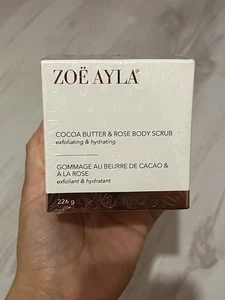 ZOË AYLA®
COCOA BUTTER & ROSE BODY SCRUB
exfoliating & hydrating
GOMMAGE AU BEURRE DE CACAO &
À LA ROSE
exfoliant & hydratant
226 g